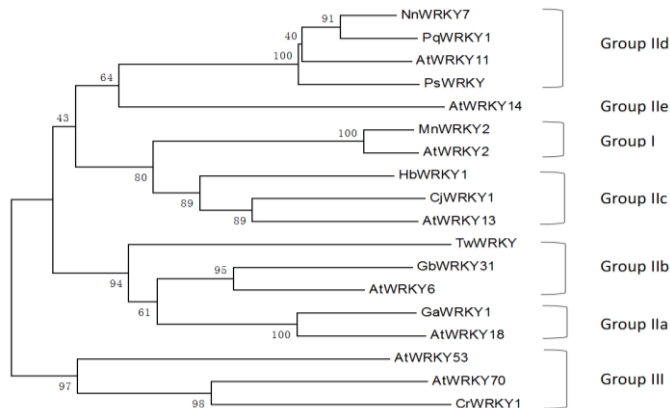 NnWRKY7
91
PqWRKY1
40
AtWRKY11
Group IId
100
PsWRKY
64
AtWRKY14
Group IIe
43
MnWRKY2
100
Group I
AtWRKY2
80
HbWRKY1
89
CjWRKY1
Group IIc
89
AtWRKY13
TwWRKY
94
GbWRKY31
95
Group IIb
AtWRKY6
61
GaWRKY1
Group IIa
100
AtWRKY18
AtWRKY53
97
AtWRKY70
Group III
98
CrWRKY1